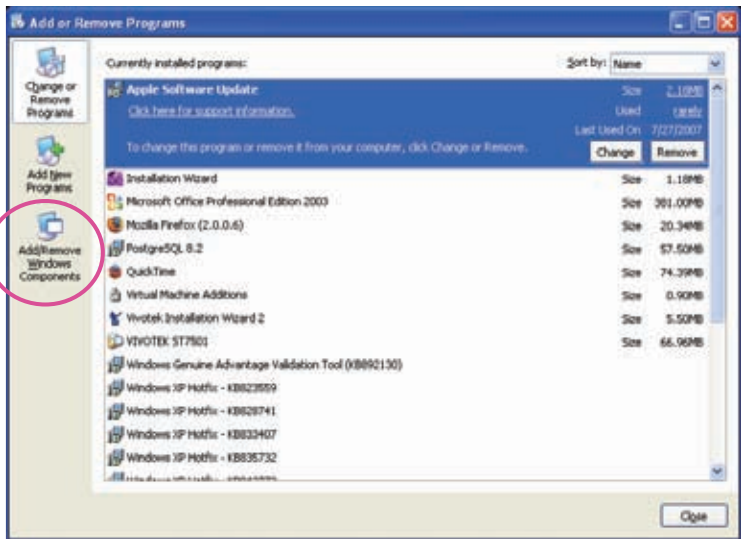 Add or Remove Programs
Change or
Remove
Programs
Add New
Programs
Add/Remove
Windows
Components
Currently installed programs:
Sort by: Name
Apple Software Update
Size 2.18MB
Click here for support information.
Used rarely
Last Used On 7/27/2007
To change this program or remove it from your computer, click Change or Remove.
Change Remove
Installation Wizard Size 1.18MB
Microsoft Office Professional Edition 2003 Size 381.00MB
Mozilla Firefox (2.0.0.6) Size 20.34MB
PostgreSQL 8.2 Size 57.50MB
QuickTime Size 74.39MB
Virtual Machine Additions Size 0.90MB
Vivotek Installation Wizard 2 Size 5.50MB
VIVOTEK ST7501 Size 66.96MB
Windows Genuine Advantage Validation Tool (KB892130)
Windows XP Hotfix - KB823559
Windows XP Hotfix - KB828741
Windows XP Hotfix - KB833407
Windows XP Hotfix - KB835732
Close